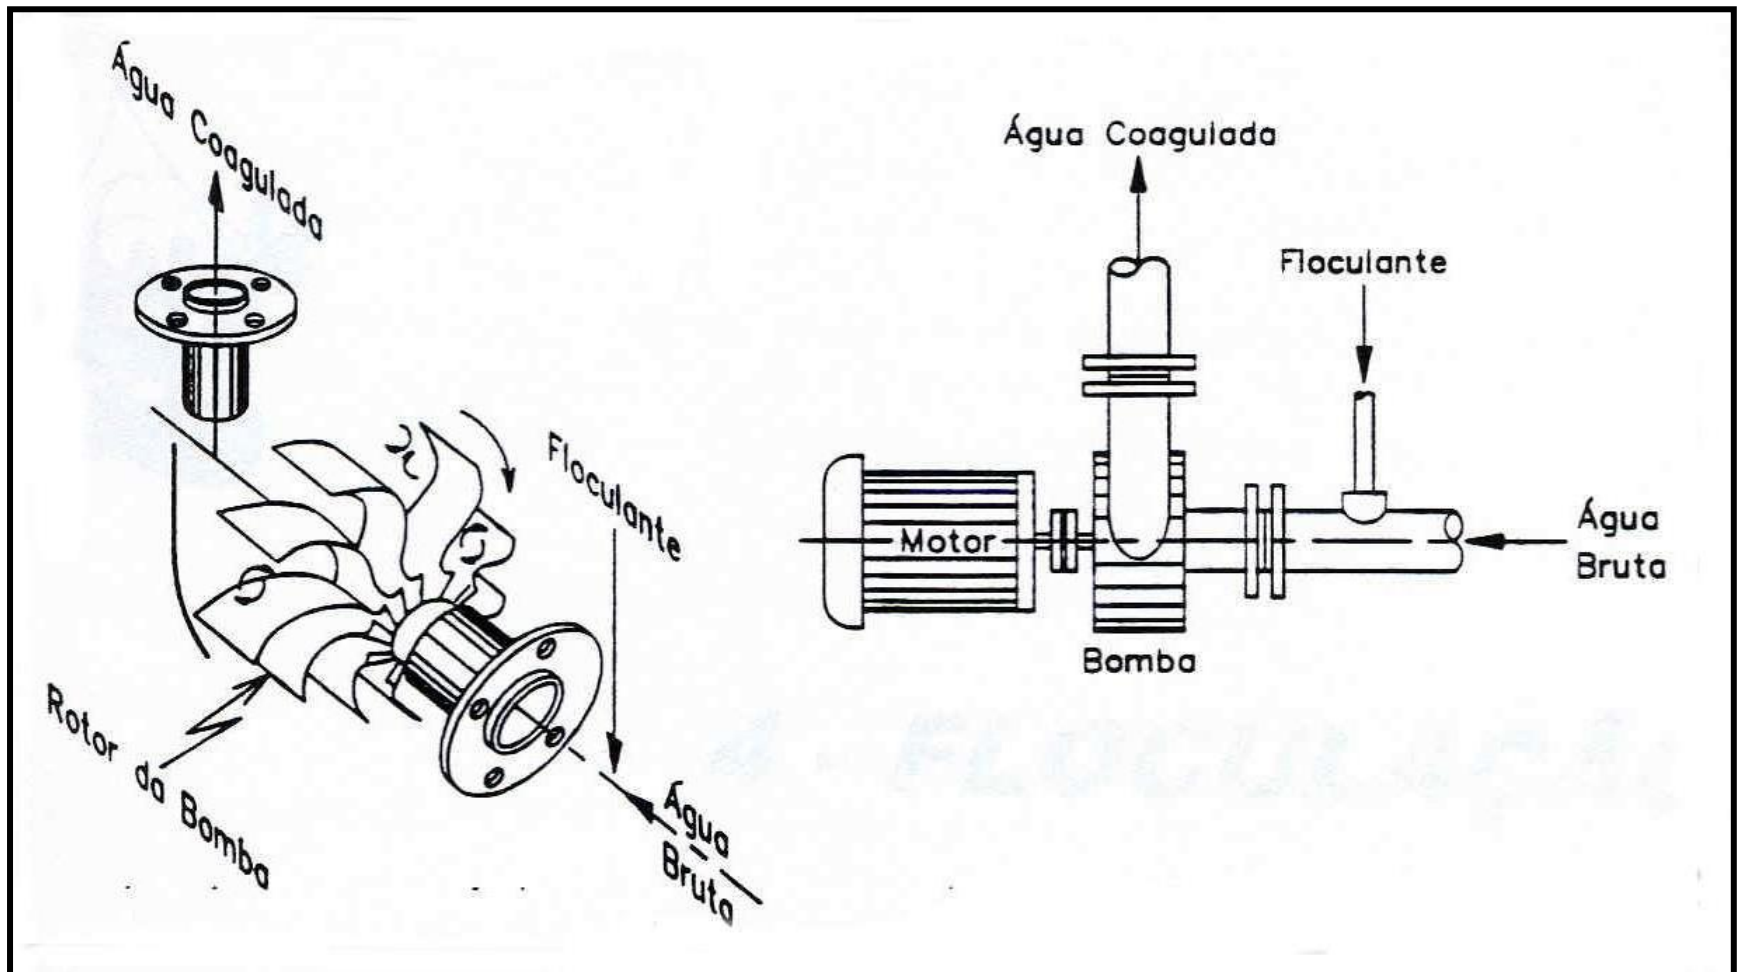 Água Coagulada
Floculante
Rotor da Bomba
Água
Bruta
Água Coagulada
Floculante
Motor
Água
Bruta
Bomba